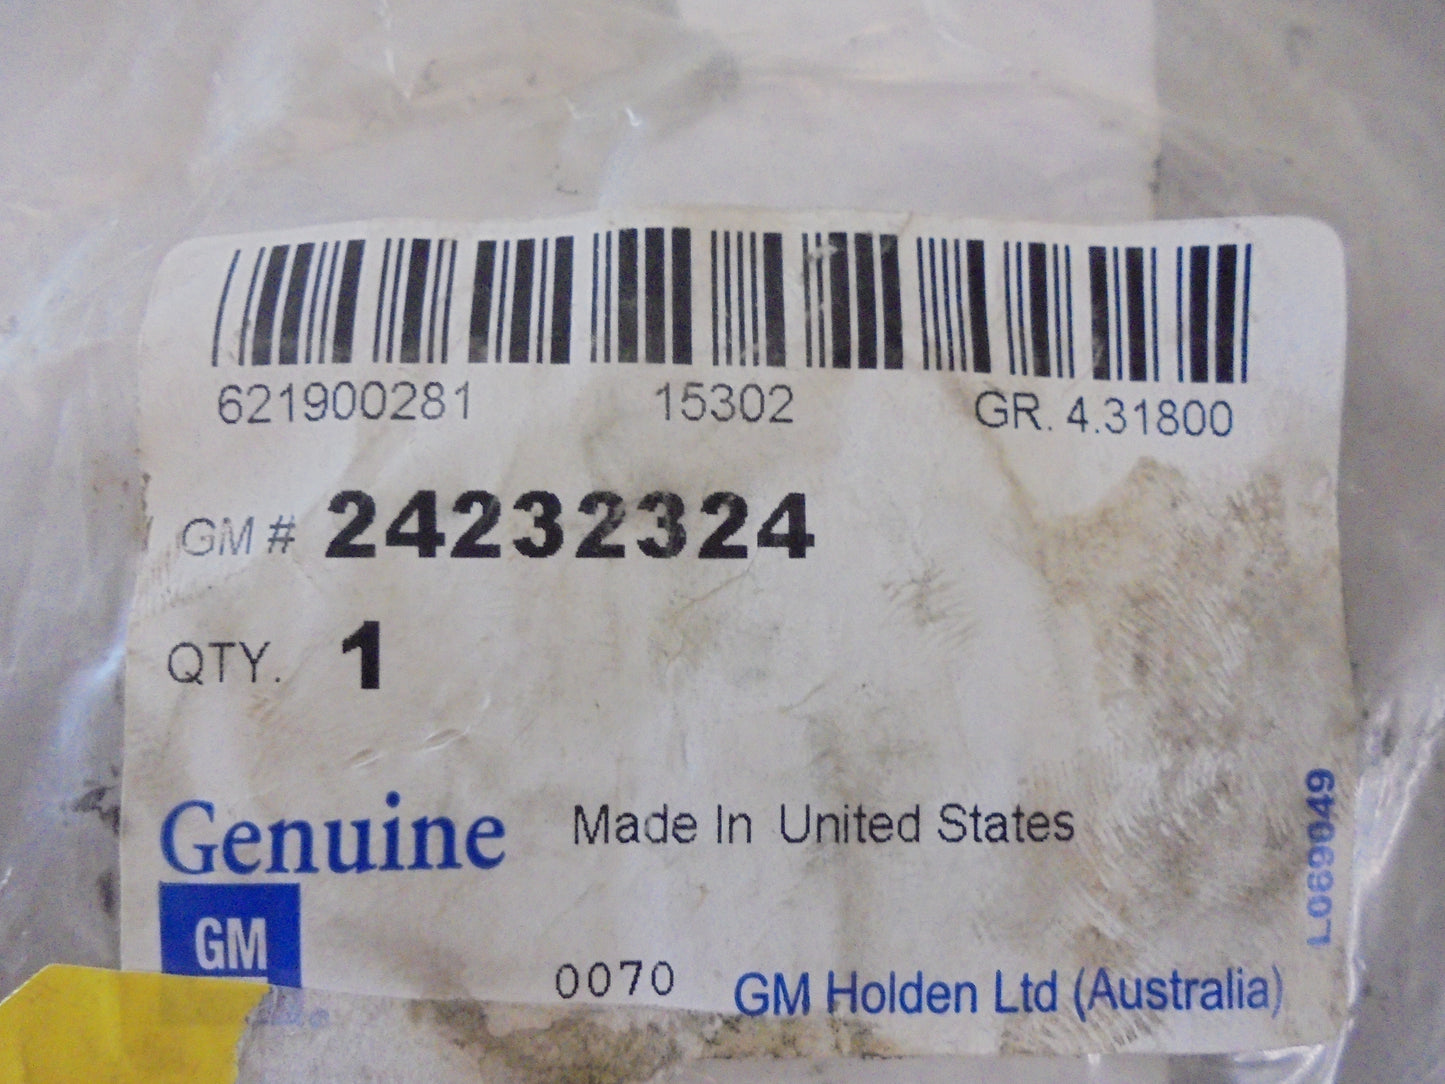 621900281 15302 GR. 4.31800
GM # 24232324
QTY. 1
Genuine Made In United States
GM
0070 GM Holden Ltd (Australia)
L069049